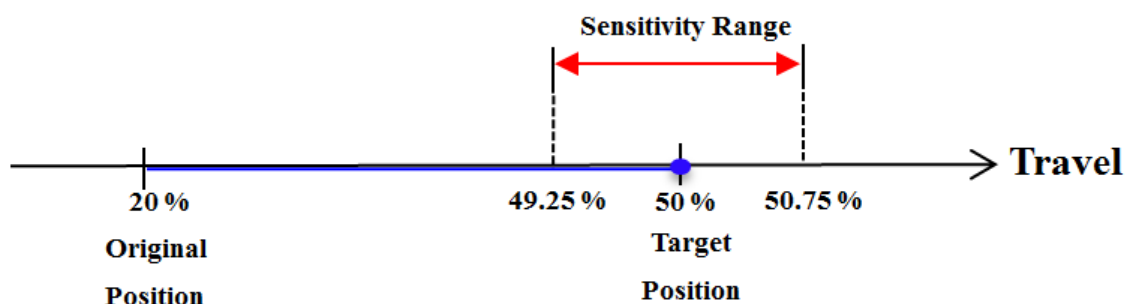 Sensitivity Range
Travel
20 %
49.25 %
50 %
50.75 %
Original
Position
Target
Position